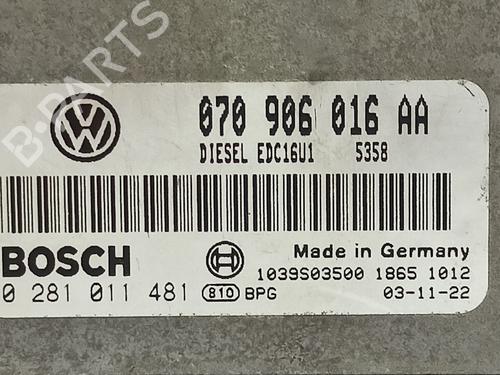 B-PARTS
070 906 016 AA
DIESEL EDC16U1 5358
BOSCH
Made in Germany
1039S03500 1865 1012
0 281 011 481 810 BPG 03-11-22